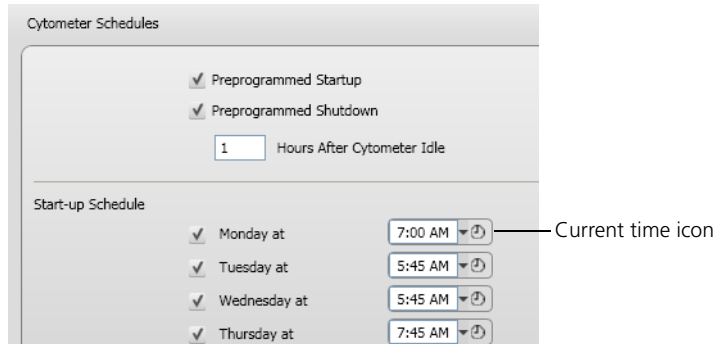 Cytometer Schedules
Preprogrammed Startup
Preprogrammed Shutdown
1 Hours After Cytometer Idle
Start-up Schedule
Monday at 7:00 AM Current time icon
Tuesday at 5:45 AM
Wednesday at 5:45 AM
Thursday at 7:45 AM